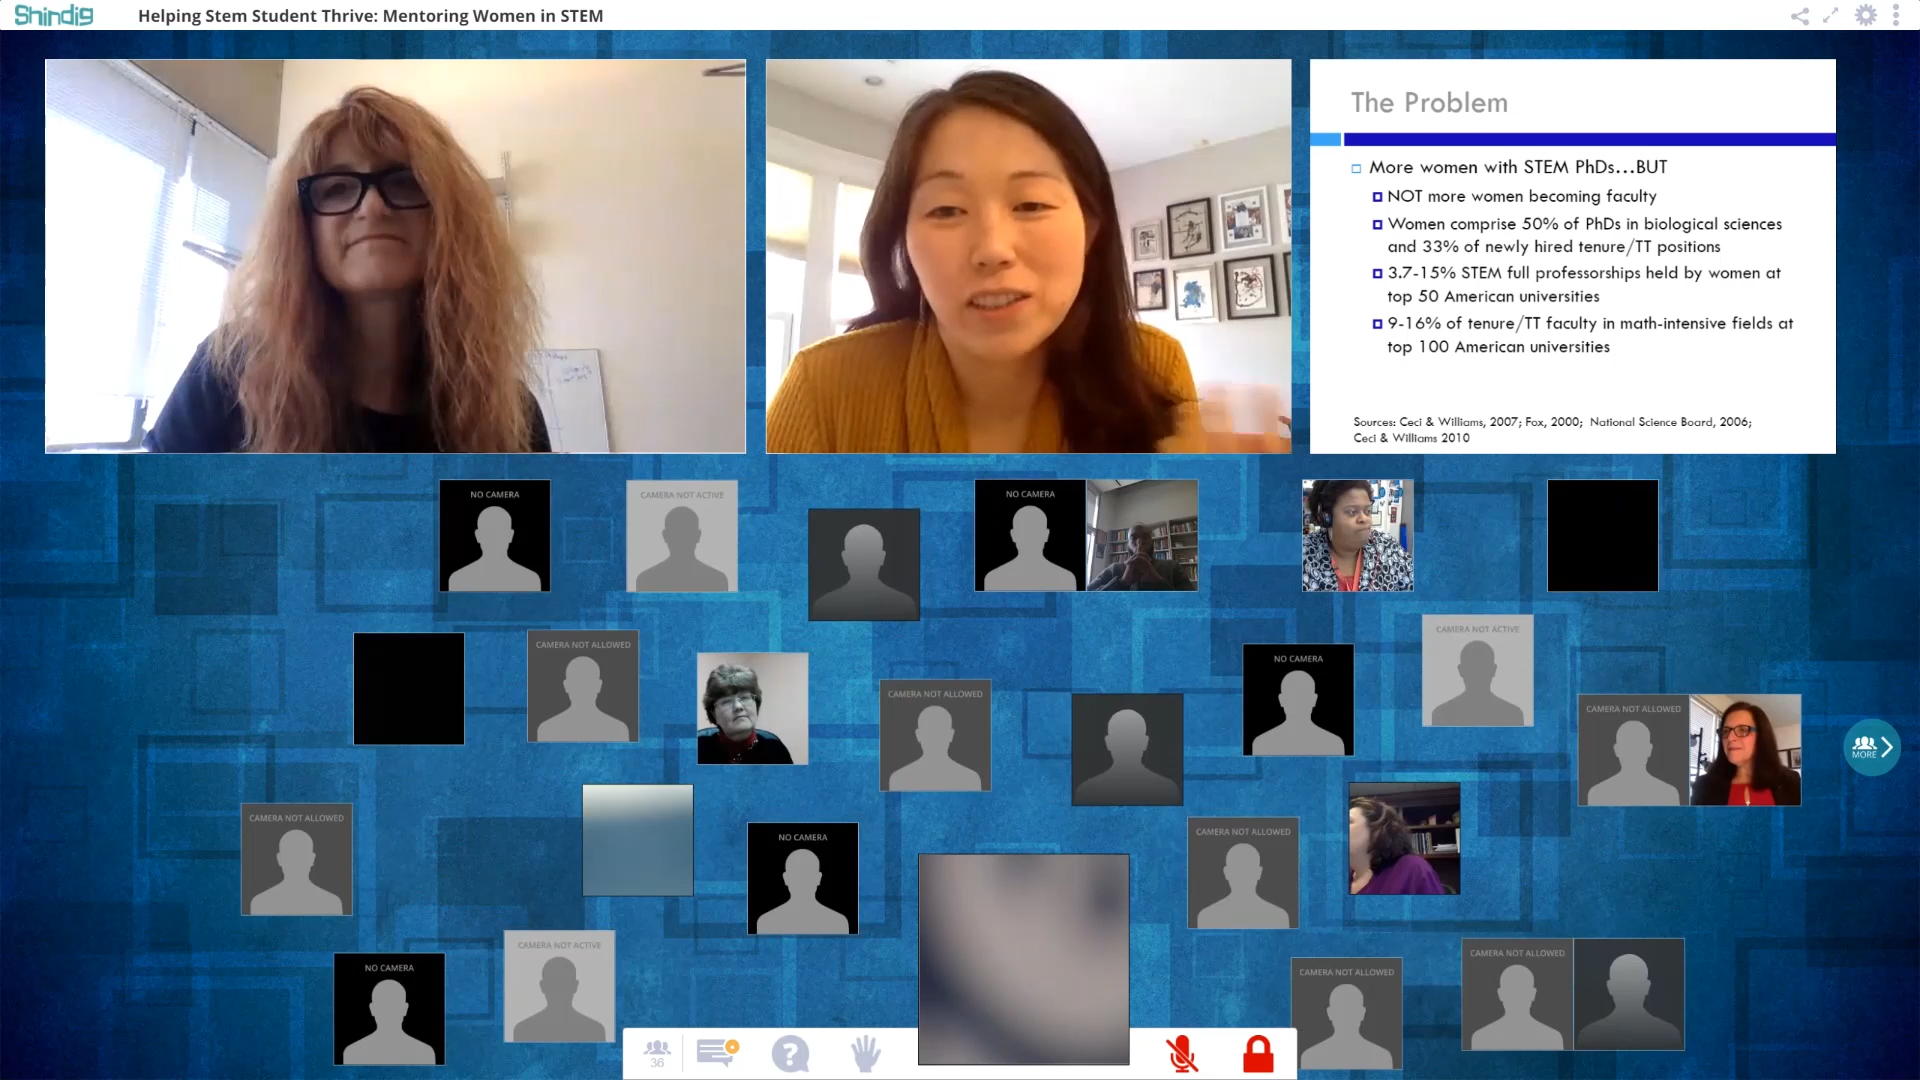 Shindig
Helping Stem Student Thrive: Mentoring Women in STEM
The Problem
More women with STEM PhDs...BUT
NOT more women becoming faculty
Women comprise 50% of PhDs in biological sciences
and 33% of newly hired tenure/TT positions
3.7-15% STEM full professorships held by women at
top 50 American universities
9-16% of tenure/TT faculty in math-intensive fields at
top 100 American universities
Sources: Ceci & Williams, 2007; Fox, 2000; National Science Board, 2006;
Ceci & Williams 2010
NO CAMERA
CAMERA NOT ACTIVE
NO CAMERA
CAMERA NOT ALLOWED
CAMERA NOT ALLOWED
NO CAMERA
CAMERA NOT ACTIVE
CAMERA NOT ALLOWED
MORE
CAMERA NOT ALLOWED
NO CAMERA
CAMERA NOT ALLOWED
NO CAMERA
CAMERA NOT ACTIVE
CAMERA NOT ALLOWED
CAMERA NOT ALLOWED
36